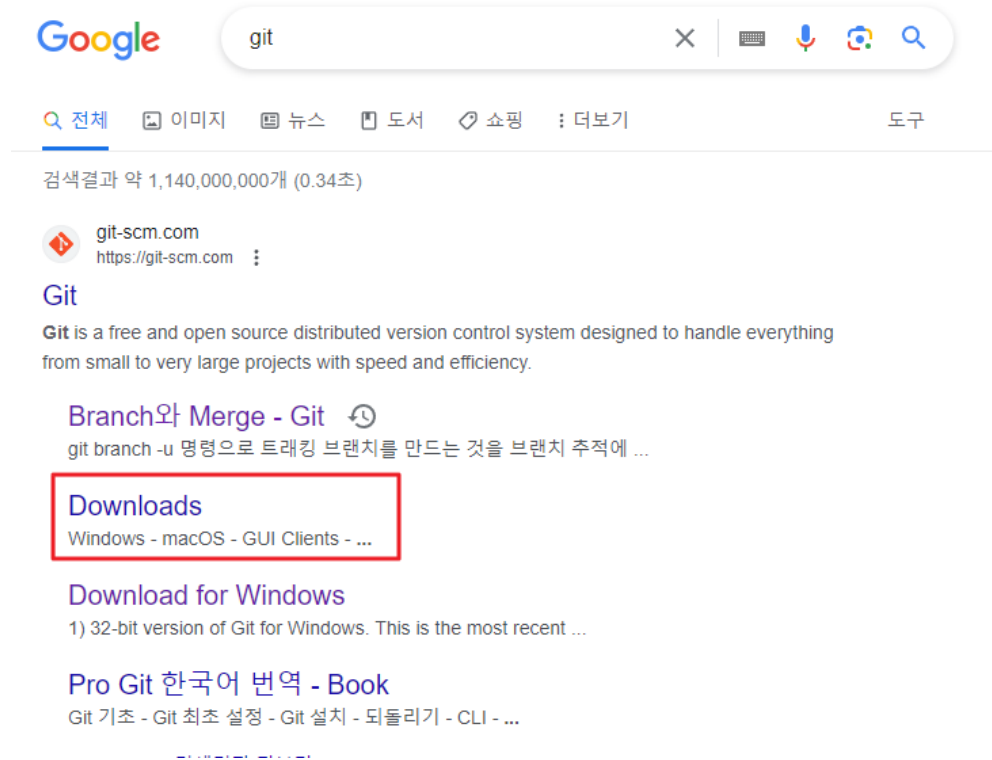 Google
git
전체 이미지 뉴스 도서 쇼핑 더보기 도구
검색결과 약 1,140,000,000개 (0.34초)
git-scm.com
https://git-scm.com
Git
Git is a free and open source distributed version control system designed to handle everything
from small to very large projects with speed and efficiency.
Branch와 Merge - Git
git branch -u 명령으로 트래킹 브랜치를 만드는 것을 브랜치 추적에 ...
Downloads
Windows - macOS - GUI Clients - ...
Download for Windows
1) 32-bit version of Git for Windows. This is the most recent ...
Pro Git 한국어 번역 - Book
Git 기초 - Git 최초 설정 - Git 설치 - 되돌리기 - CLI - ...